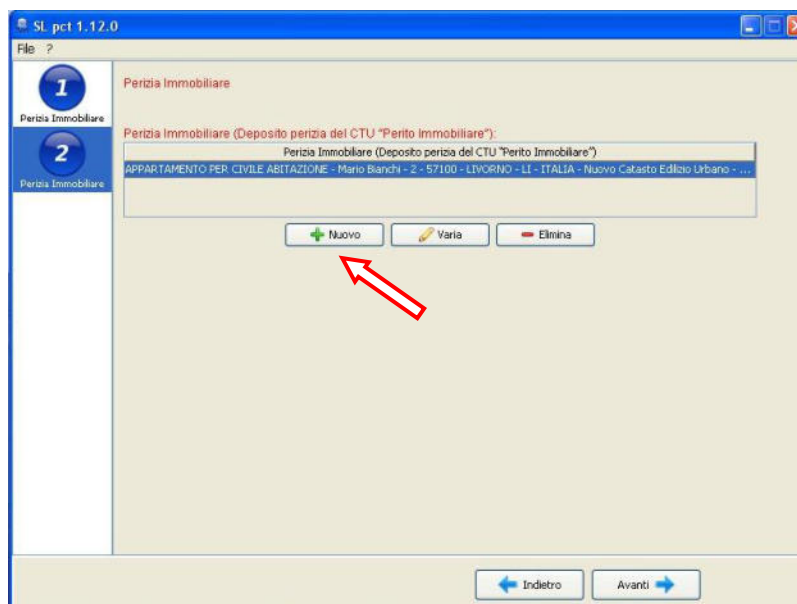 SL pct 1.12.0
File ?
1
Perizia Immobiliare
2
Perizia Immobiliare
Perizia Immobiliare
Perizia Immobiliare (Deposito perizia del CTU "Perito Immobiliare"):
Perizia Immobiliare (Deposito perizia del CTU "Perito Immobiliare")
APPARTAMENTO PER CIVILE ABITAZIONE - Mario Bianchi - 2 - 57100 - LIVORNO - LI - ITALIA - Nuovo Catasto Edilizio Urbano - ...
Nuovo Varia Elimina
Indietro Avanti